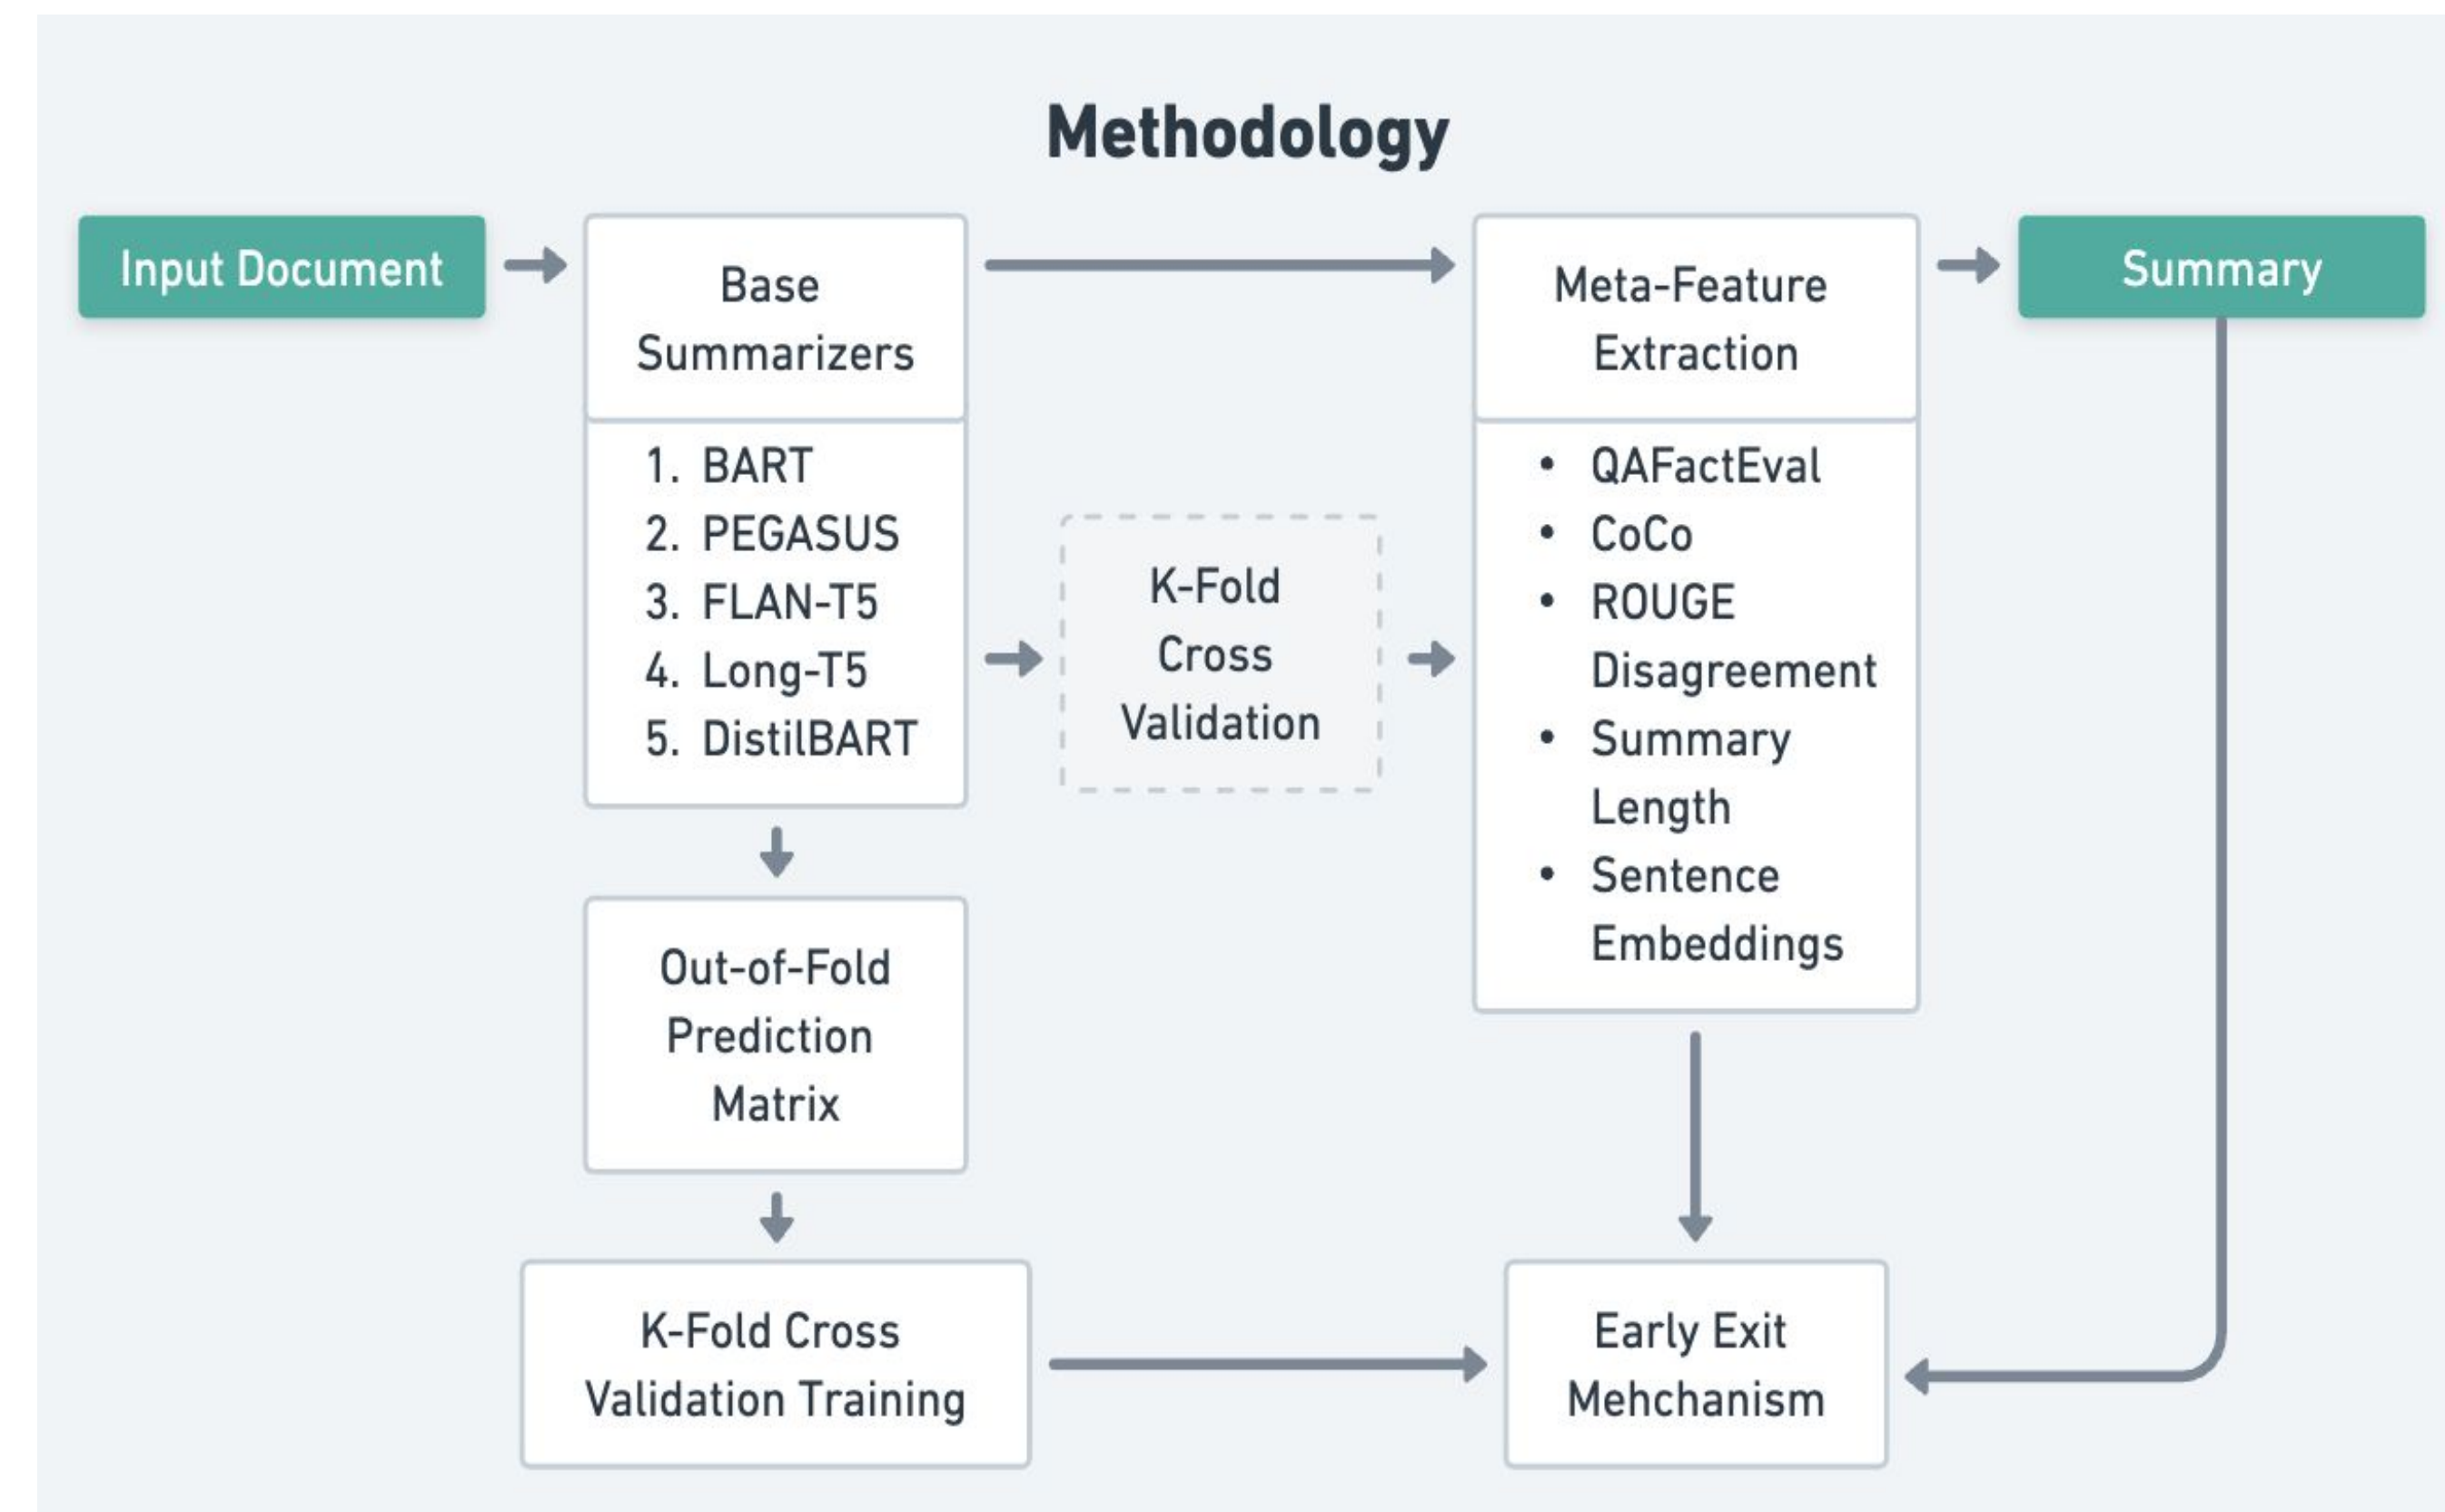 Methodology
Input Document
Base
Summarizers
1. BART
2. PEGASUS
3. FLAN-T5
4. Long-T5
5. DistilBART
K-Fold
Cross
Validation
Meta-Feature
Extraction
• QAFactEval
• CoCo
• ROUGE
Disagreement
• Summary
Length
• Sentence
Embeddings
Summary
Out-of-Fold
Prediction
Matrix
K-Fold Cross
Validation Training
Early Exit
Mehchanism